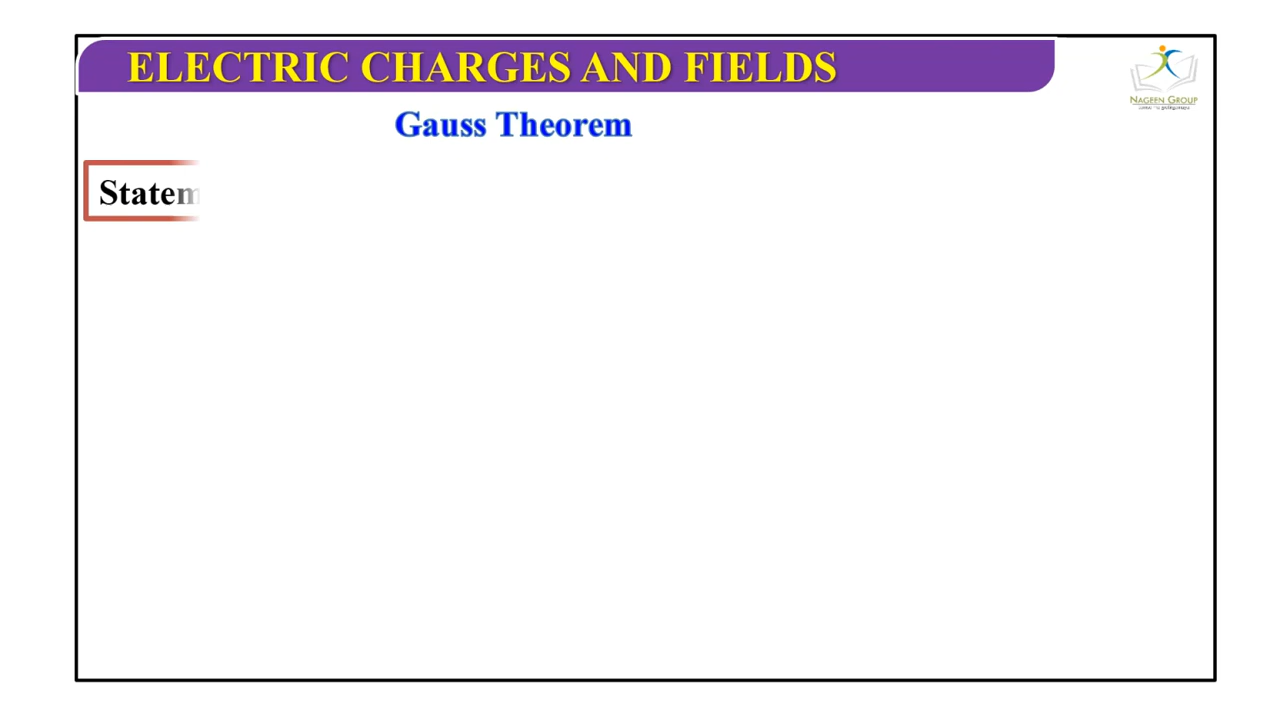 ELECTRIC CHARGES AND FIELDS
NAGEEN GROUP
Gauss Theorem
Statem